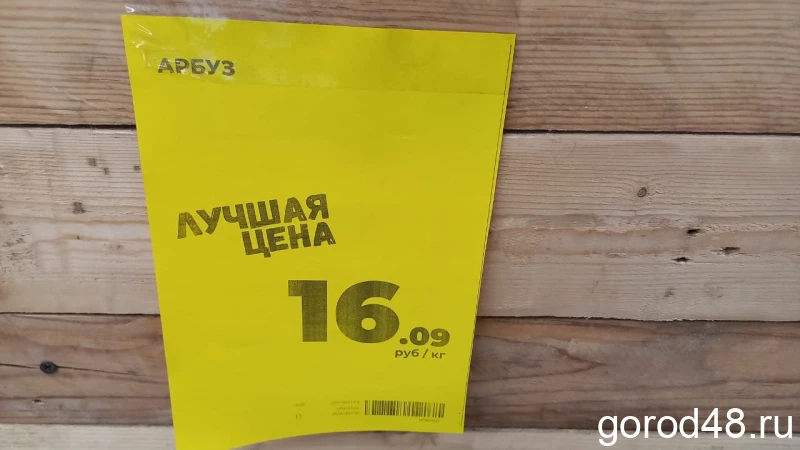 АРБУЗ
ЛУЧШАЯ
ЦЕНА
16.09
руб / кг
gorod48.ru